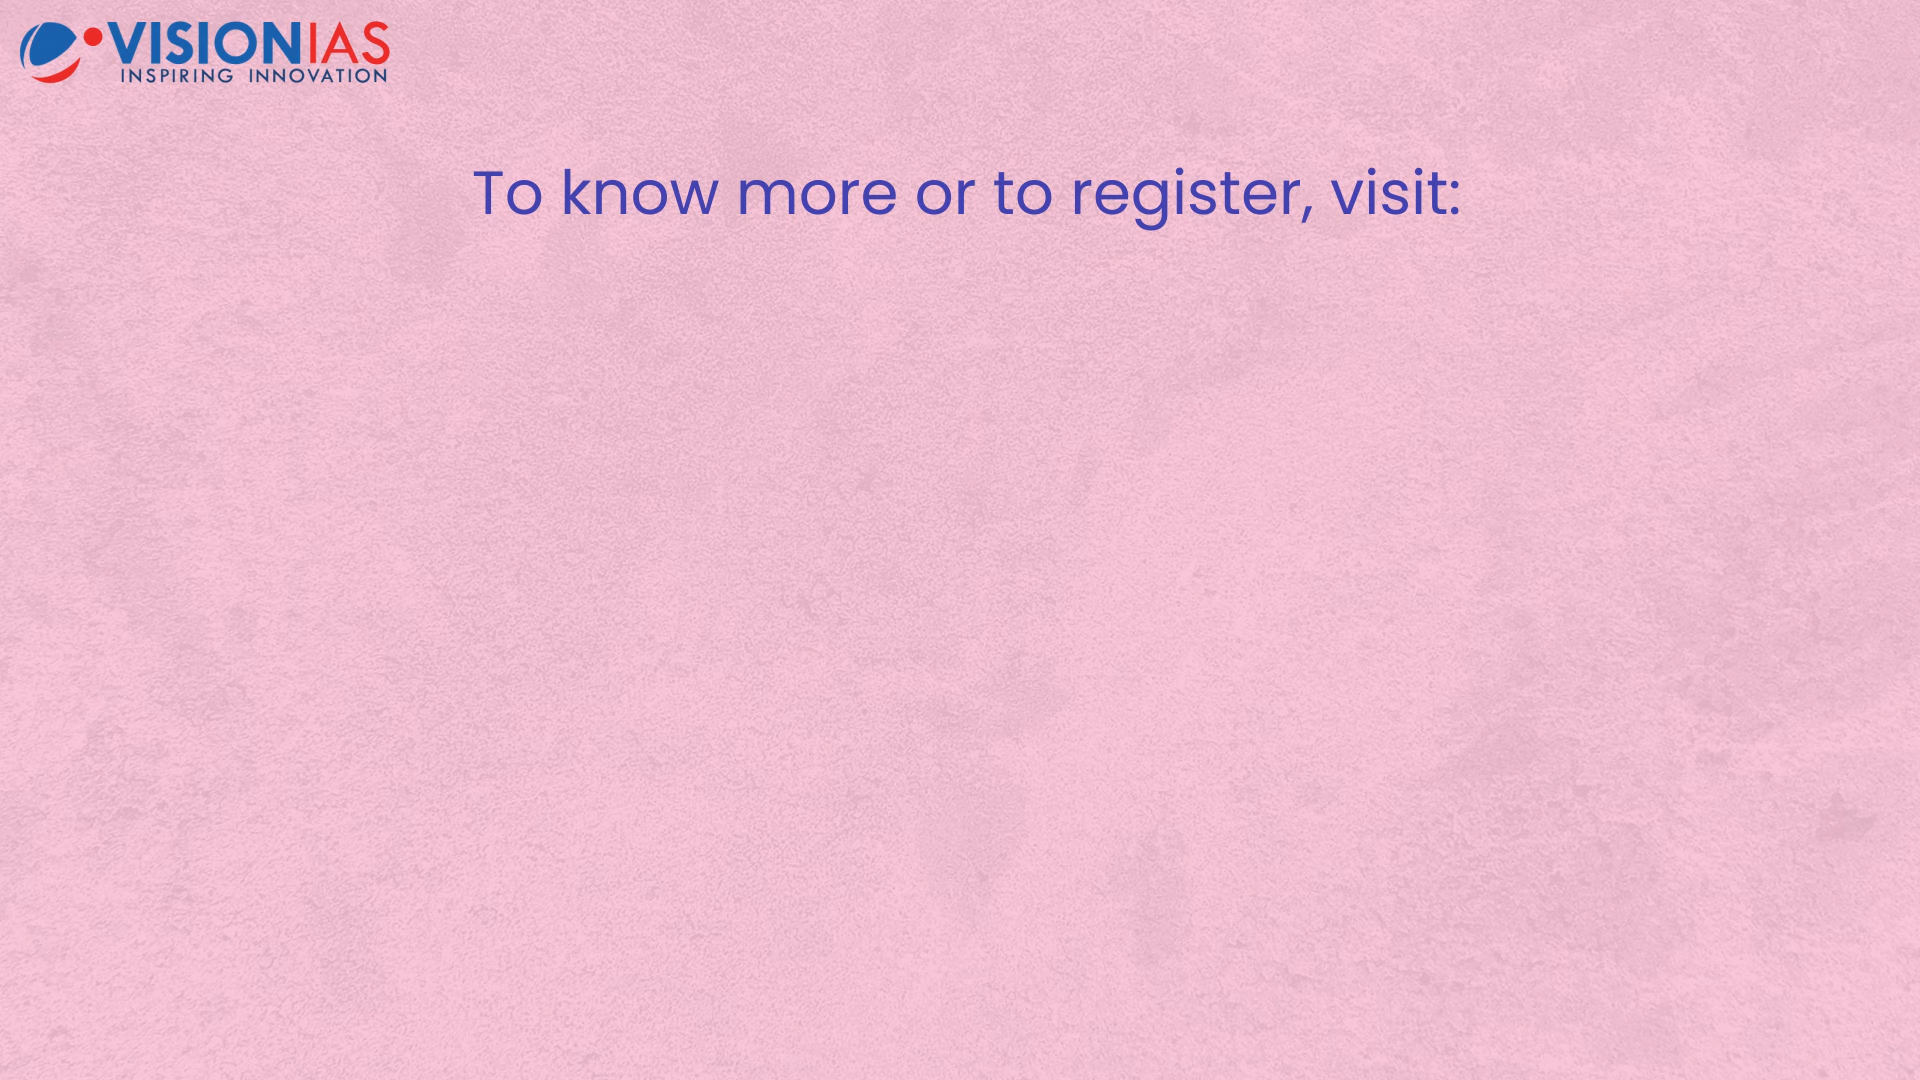 VISIONIAS
INSPIRING INNOVATION
To know more or to register, visit: